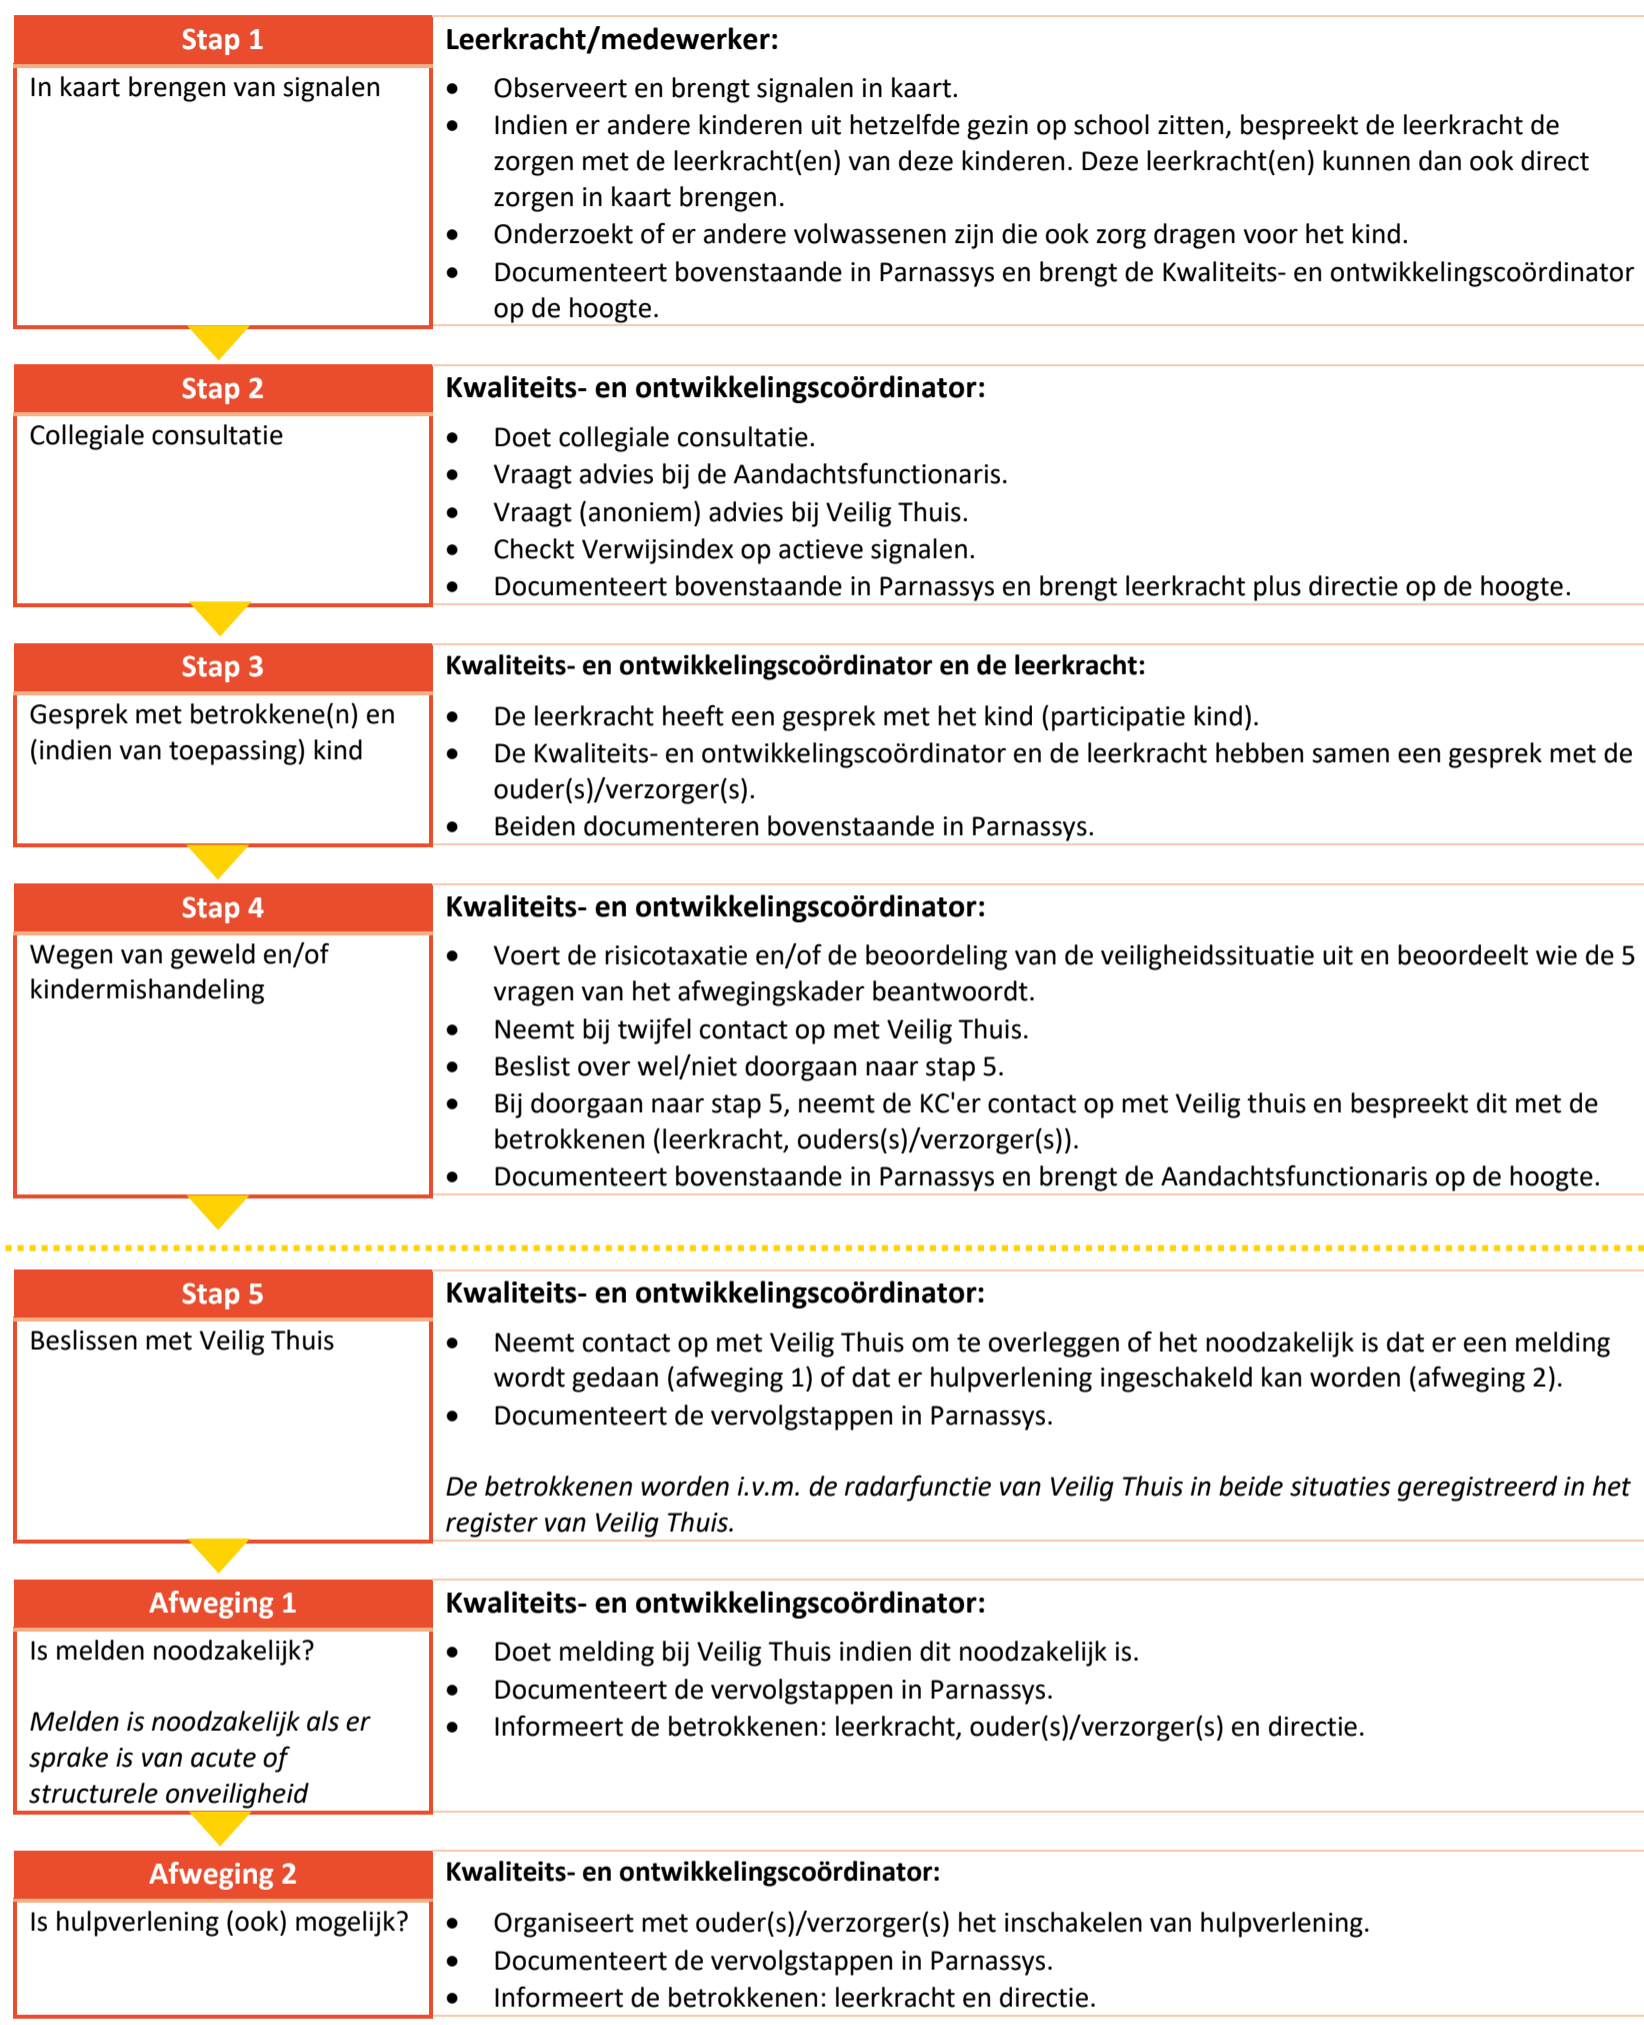 Stap 1
In kaart brengen van signalen
Leerkracht/medewerker:
• Observeert en brengt signalen in kaart.
• Indien er andere kinderen uit hetzelfde gezin op school zitten, bespreekt de leerkracht de
zorgen met de leerkracht(en) van deze kinderen. Deze leerkracht(en) kunnen dan ook direct
zorgen in kaart brengen.
• Onderzoekt of er andere volwassenen zijn die ook zorg dragen voor het kind.
• Documenteert bovenstaande in Parnassys en brengt de Kwaliteits- en ontwikkelingscoördinator
op de hoogte.
Stap 2
Collegiale consultatie
Kwaliteits- en ontwikkelingscoördinator:
• Doet collegiale consultatie.
• Vraagt advies bij de Aandachtsfunctionaris.
• Vraagt (anoniem) advies bij Veilig Thuis.
• Checkt Verwijsindex op actieve signalen.
• Documenteert bovenstaande in Parnassys en brengt leerkracht plus directie op de hoogte.
Stap 3
Gesprek met betrokkene(n) en
(indien van toepassing) kind
Kwaliteits- en ontwikkelingscoördinator en de leerkracht:
• De leerkracht heeft een gesprek met het kind (participatie kind).
• De Kwaliteits- en ontwikkelingscoördinator en de leerkracht hebben samen een gesprek met de
ouder(s)/verzorger(s).
• Beiden documenteren bovenstaande in Parnassys.
Stap 4
Wegen van geweld en/of
kindermishandeling
Kwaliteits- en ontwikkelingscoördinator:
• Voert de risicotaxatie en/of de beoordeling van de veiligheidssituatie uit en beoordeelt wie de 5
vragen van het afwegingskader beantwoordt.
• Neemt bij twijfel contact op met Veilig Thuis.
• Beslist over wel/niet doorgaan naar stap 5.
• Bij doorgaan naar stap 5, neemt de KC'er contact op met Veilig thuis en bespreekt dit met de
betrokkenen (leerkracht, ouders(s)/verzorger(s)).
• Documenteert bovenstaande in Parnassys en brengt de Aandachtsfunctionaris op de hoogte.
Stap 5
Beslissen met Veilig Thuis
Kwaliteits- en ontwikkelingscoördinator:
• Neemt contact op met Veilig Thuis om te overleggen of het noodzakelijk is dat er een melding
wordt gedaan (afweging 1) of dat er hulpverlening ingeschakeld kan worden (afweging 2).
• Documenteert de vervolgstappen in Parnassys.
De betrokkenen worden i.v.m. de radarfunctie van Veilig Thuis in beide situaties geregistreerd in het
register van Veilig Thuis.
Afweging 1
Is melden noodzakelijk?
Melden is noodzakelijk als er
sprake is van acute of
structurele onveiligheid
Kwaliteits- en ontwikkelingscoördinator:
• Doet melding bij Veilig Thuis indien dit noodzakelijk is.
• Documenteert de vervolgstappen in Parnassys.
• Informeert de betrokkenen: leerkracht, ouder(s)/verzorger(s) en directie.
Afweging 2
Is hulpverlening (ook) mogelijk?
Kwaliteits- en ontwikkelingscoördinator:
• Organiseert met ouder(s)/verzorger(s) het inschakelen van hulpverlening.
• Documenteert de vervolgstappen in Parnassys.
• Informeert de betrokkenen: leerkracht en directie.